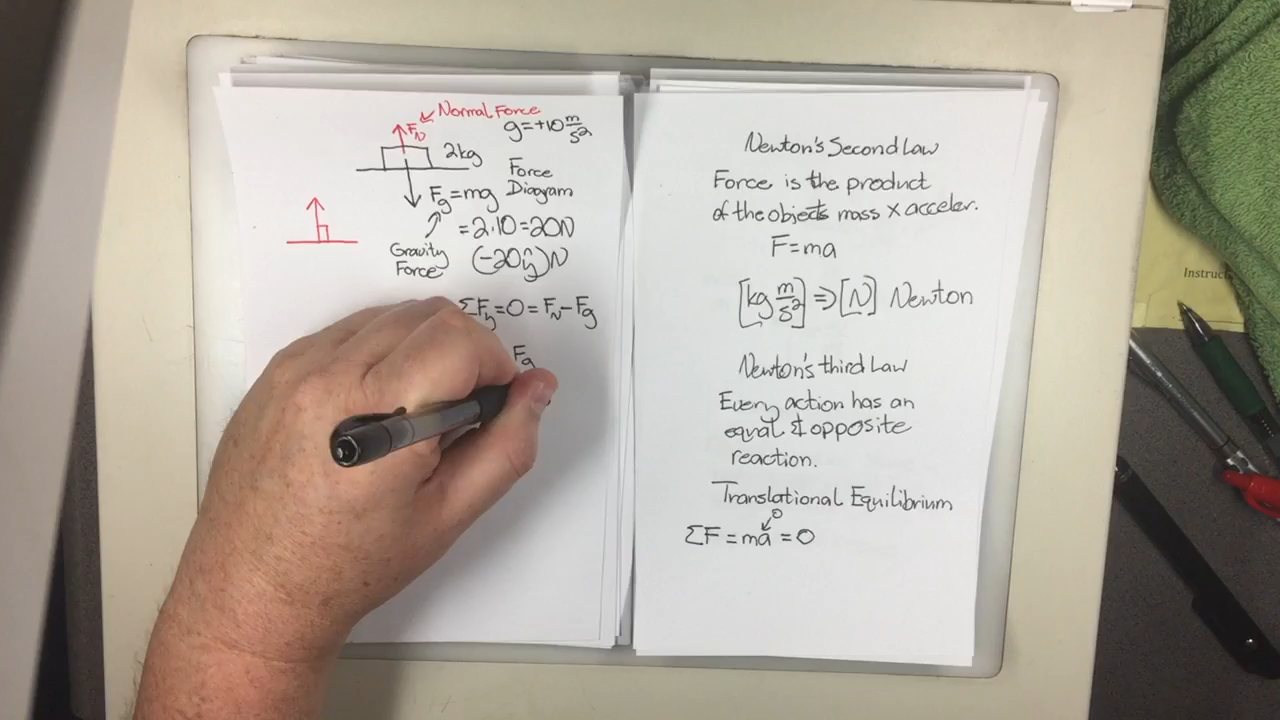 Normal Force
g=+10 m/s²
F_N
2kg
Force
Diagram
F_g=mg
=2·10=20N
Gravity
Force
(-20ŷ)N
ΣF_y=0=F_N-F_g
F_g
Newton's Second Law
Force is the product
of the objects mass x acceler.
F=ma
[kg m/s²]⇒[N] Newton
Newton's third Law
Every action has an
equal & opposite
reaction.
Translational Equilibrium
0
ΣF=ma=0
Instruc